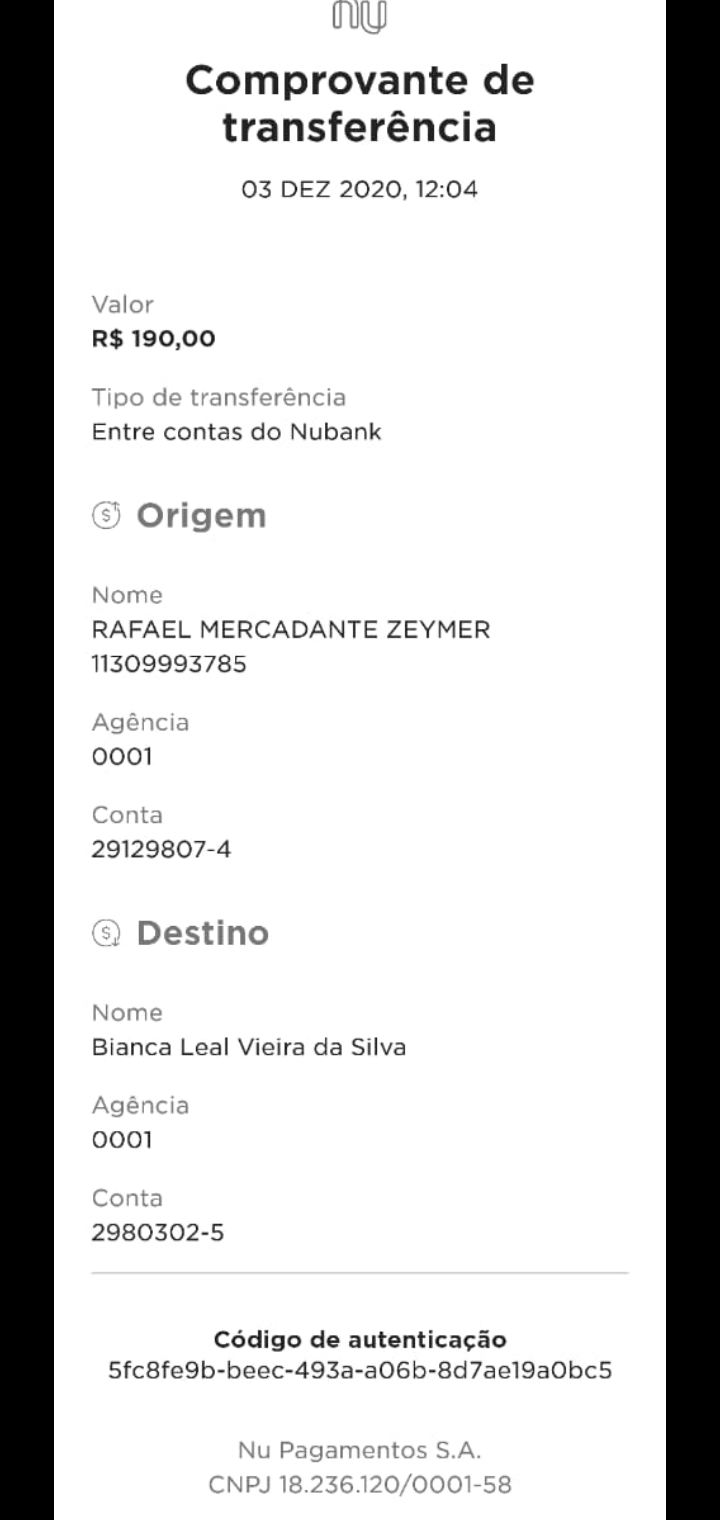 nu
Comprovante de
transferência
03 DEZ 2020, 12:04
Valor
R$ 190,00
Tipo de transferência
Entre contas do Nubank
Origem
Nome
RAFAEL MERCADANTE ZEYMER
11309993785
Agência
0001
Conta
29129807-4
Destino
Nome
Bianca Leal Vieira da Silva
Agência
0001
Conta
2980302-5
Código de autenticação
5fc8fe9b-beec-493a-a06b-8d7ae19a0bc5
Nu Pagamentos S.A.
CNPJ 18.236.120/0001-58